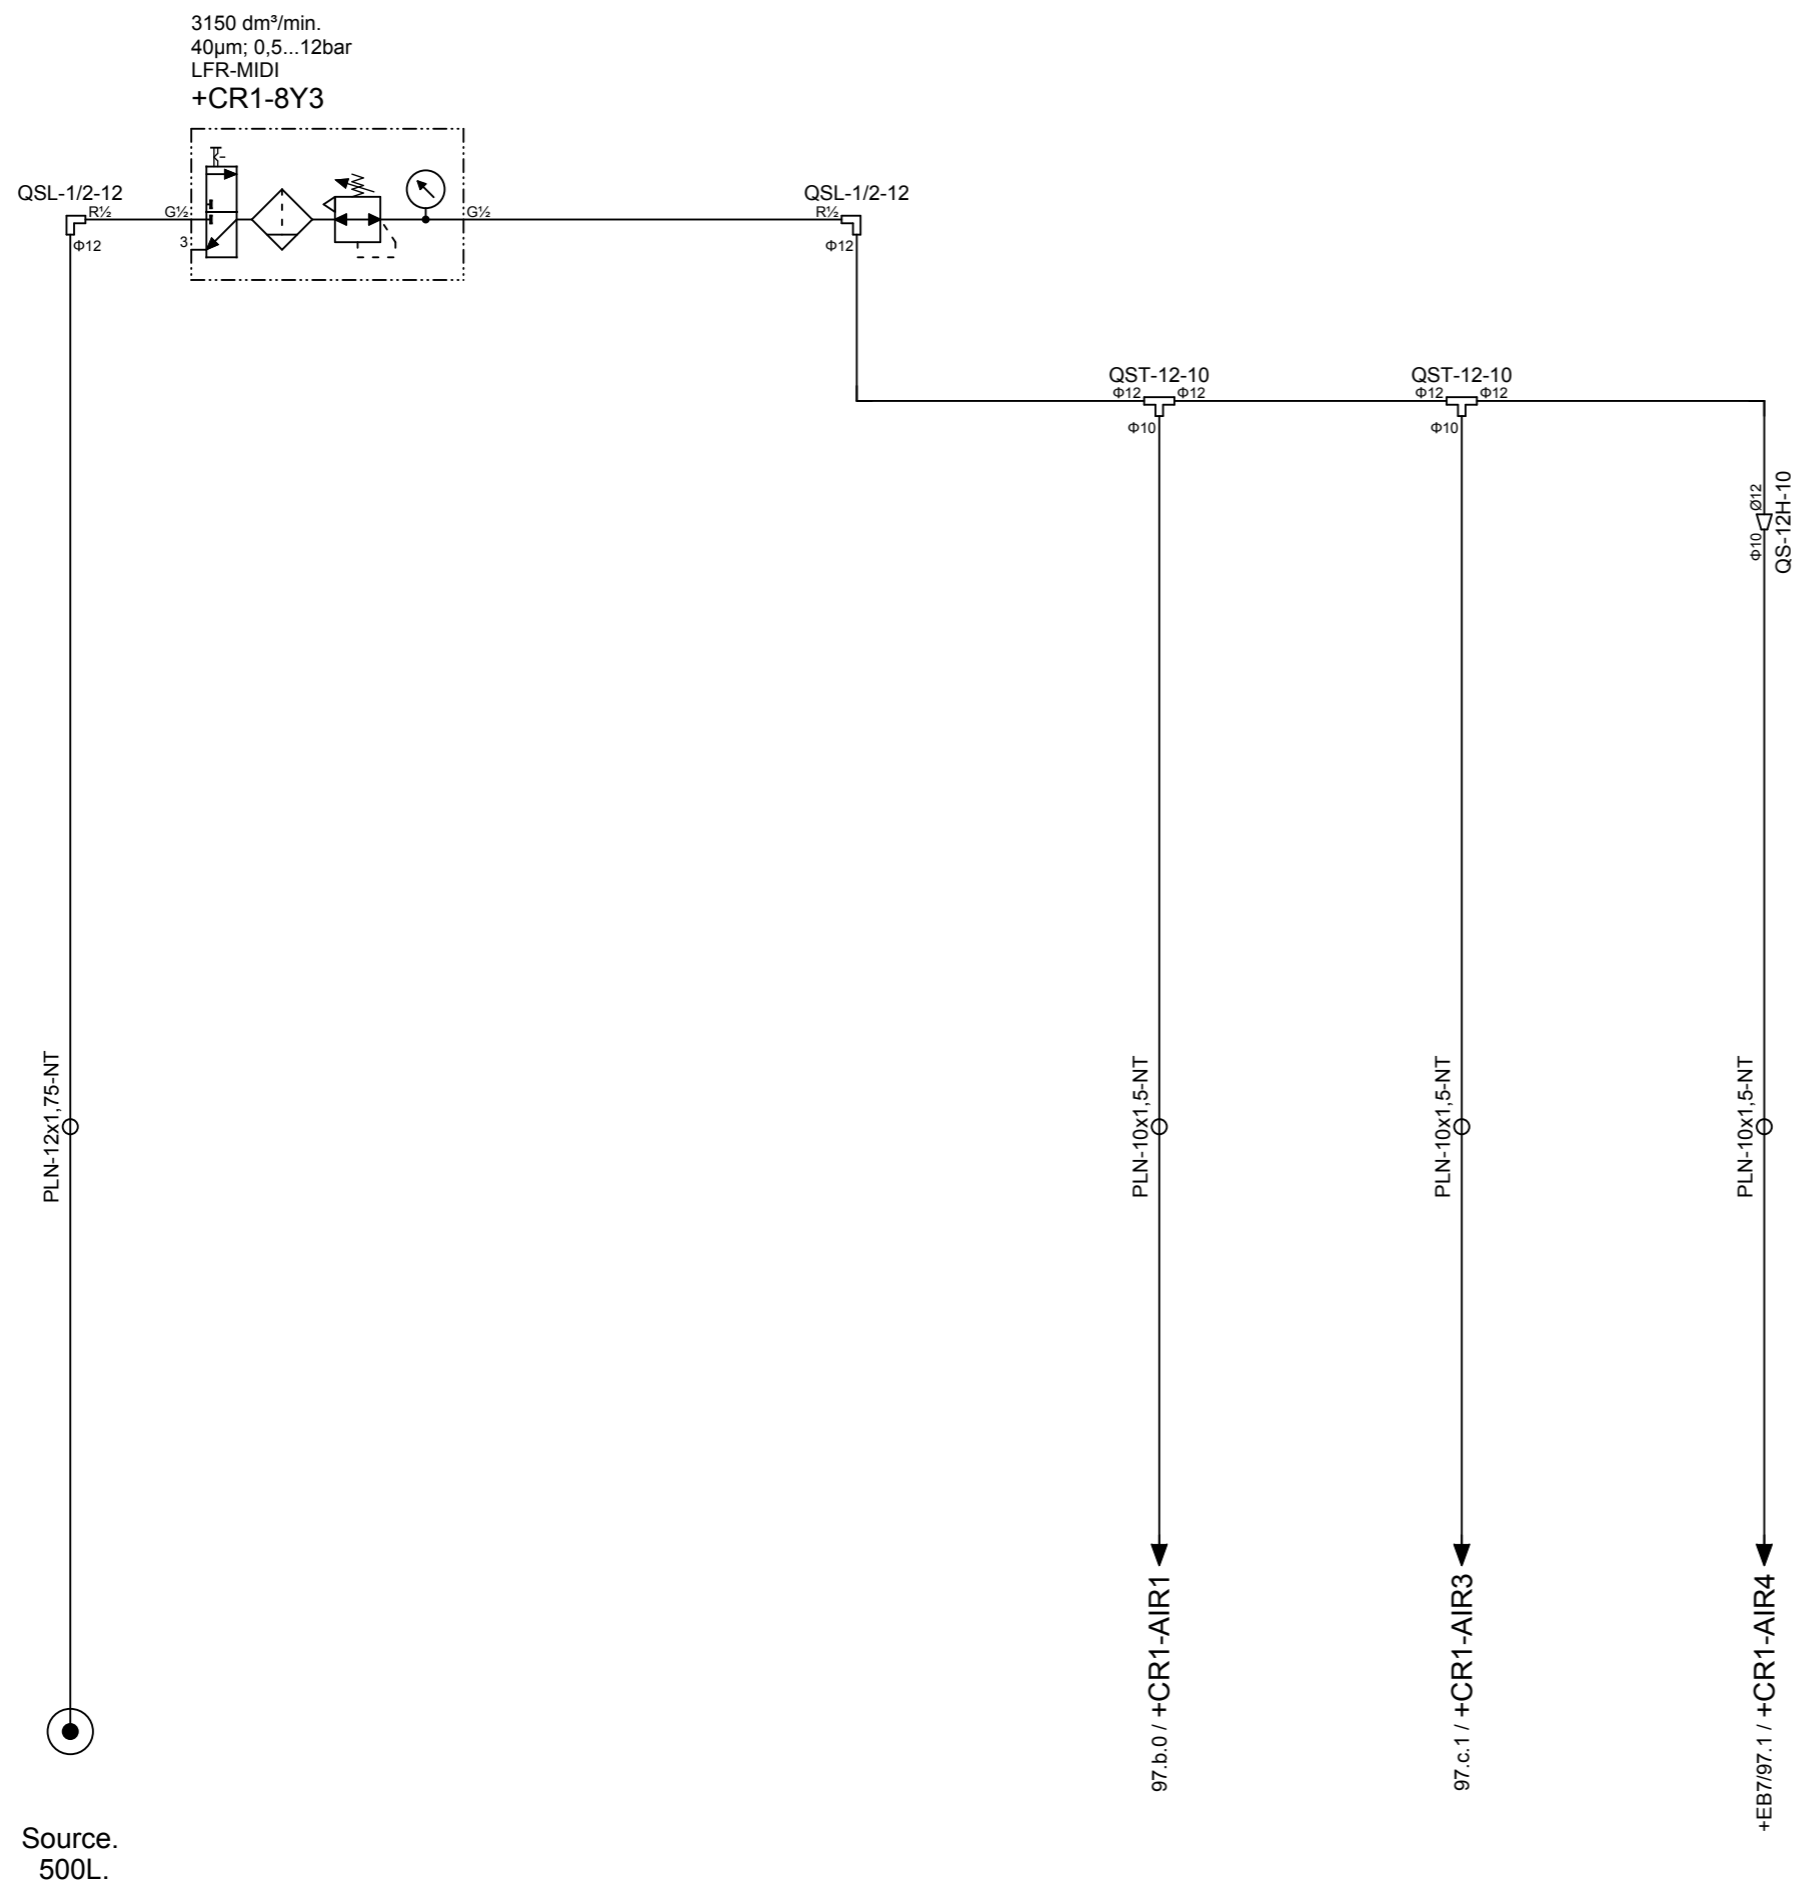 3150 dm³/min.
40µm; 0,5...12bar
LFR-MIDI
+CR1-8Y3
QSL-1/2-12
R½
Φ12
G½
3
G½
QSL-1/2-12
R½
Φ12
QST-12-10
Φ12
Φ12
Φ10
QST-12-10
Φ12
Φ12
Φ10
Ø12
Φ10
QS-12H-10
PLN-12x1,75-NT
PLN-10x1,5-NT
PLN-10x1,5-NT
PLN-10x1,5-NT
97.b.0 / +CR1-AIR1
97.c.1 / +CR1-AIR3
+EB7/97.1 / +CR1-AIR4
Source.
500L.